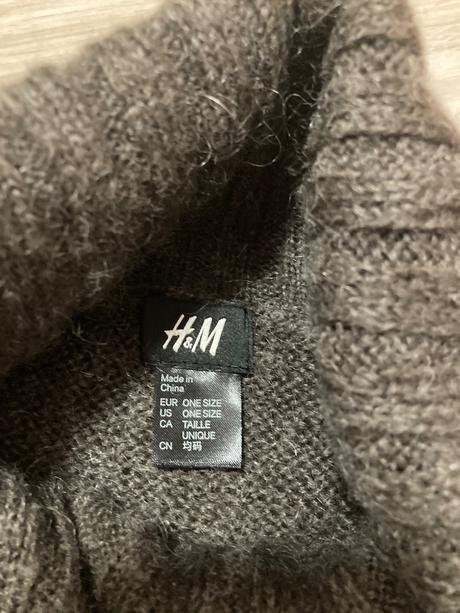 H&M
Made in
China
EUR ONE SIZE
US ONE SIZE
CA TAILLE
UNIQUE
CN 均码